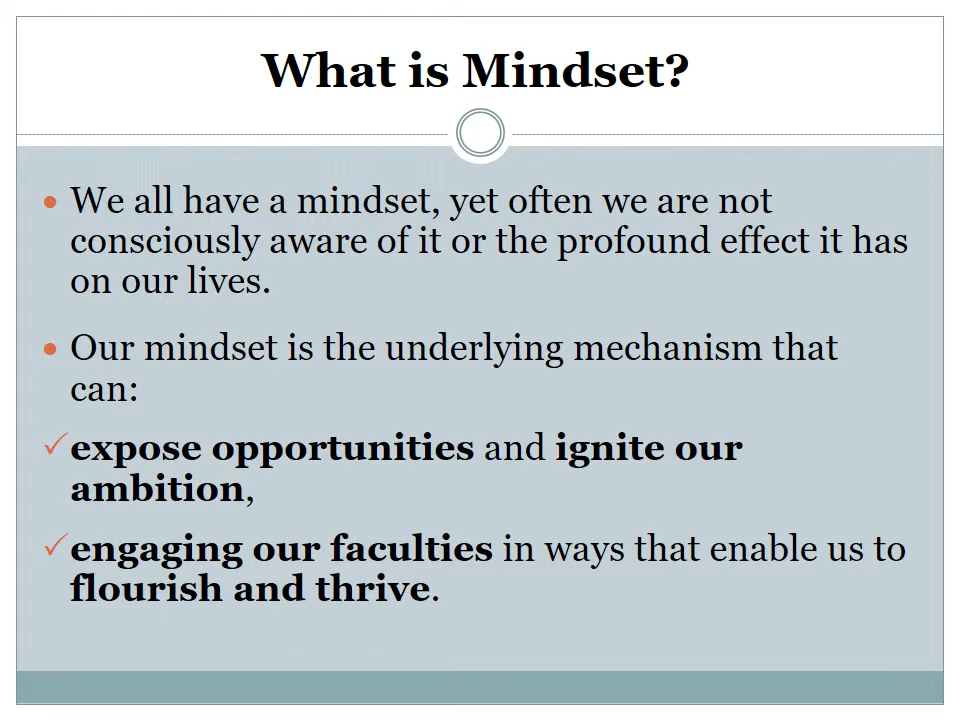 What is Mindset?
We all have a mindset, yet often we are not
consciously aware of it or the profound effect it has
on our lives.
Our mindset is the underlying mechanism that
can:
expose opportunities and ignite our
ambition,
engaging our faculties in ways that enable us to
flourish and thrive.